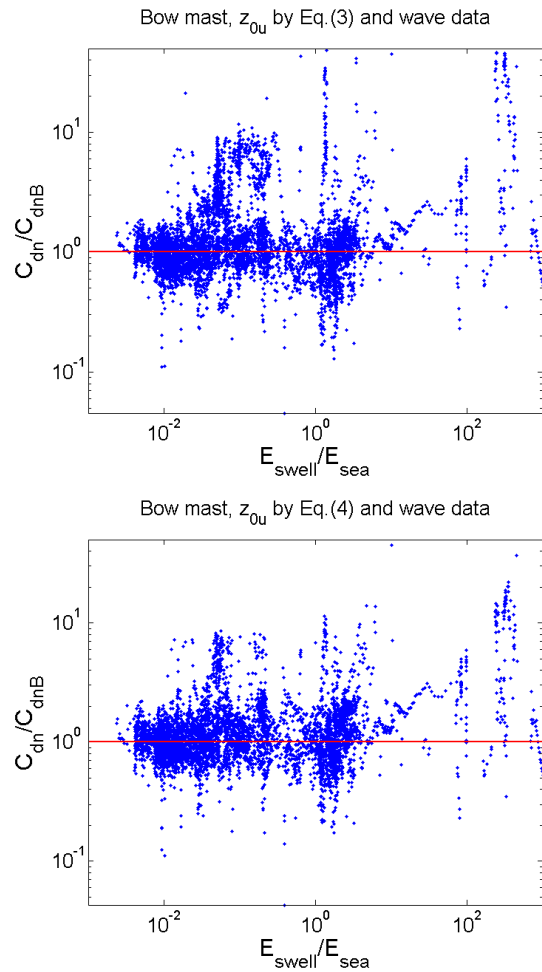 Bow mast, z0u by Eq.(3) and wave data
10^1
10^0
10^-1
Cdn/CdnB
10^-2 10^0 10^2
Eswell/Esea
Bow mast, z0u by Eq.(4) and wave data
10^1
10^0
10^-1
Cdn/CdnB
10^-2 10^0 10^2
Eswell/Esea